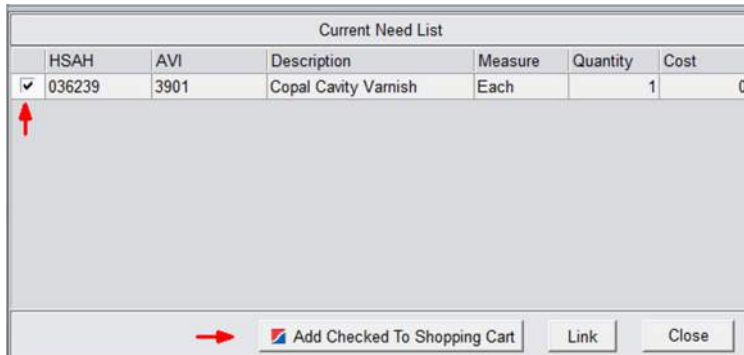 Current Need List
HSAH AVI Description Measure Quantity Cost
036239 3901 Copal Cavity Varnish Each 1 0
Add Checked To Shopping Cart Link Close